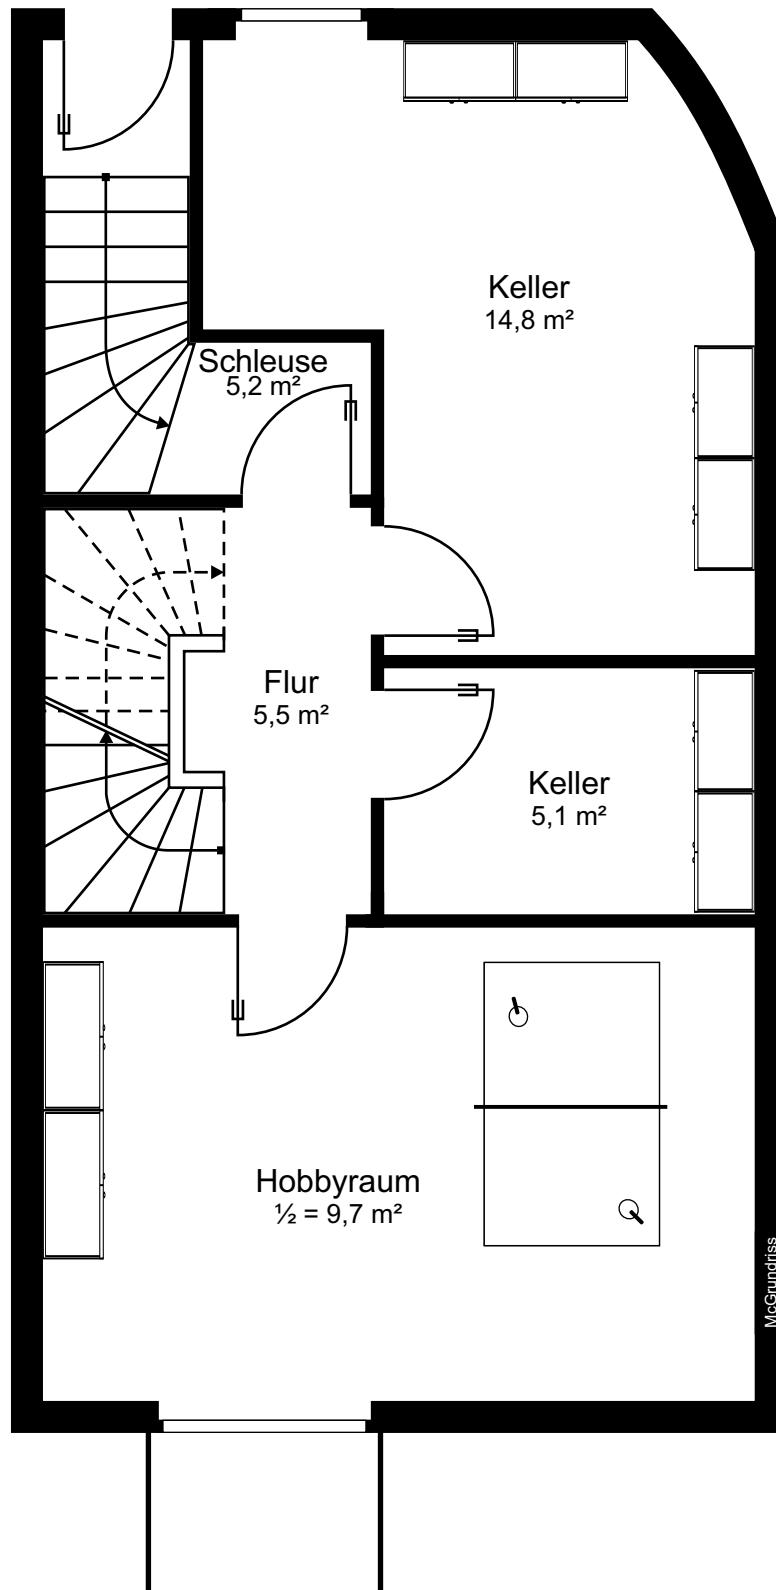 Keller
14,8 m²
Schleuse
5,2 m²
Flur
5,5 m²
Keller
5,1 m²
Hobbyraum
½ = 9,7 m²
McGrundriss